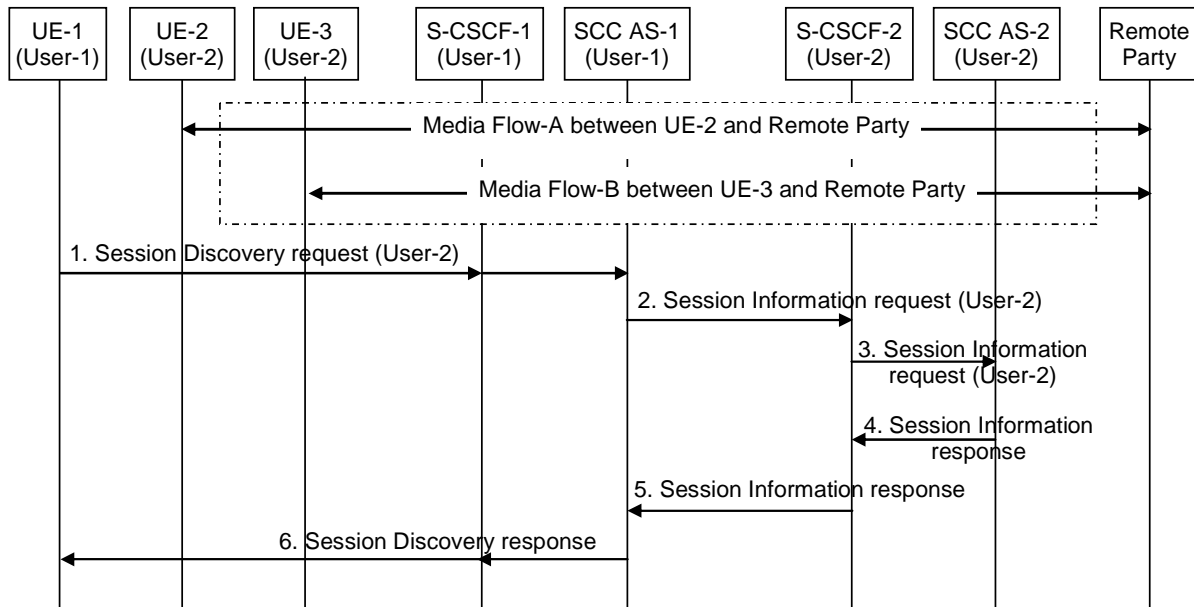 UE-1
(User-1)
UE-2
(User-2)
UE-3
(User-2)
S-CSCF-1
(User-1)
SCC AS-1
(User-1)
S-CSCF-2
(User-2)
SCC AS-2
(User-2)
Remote
Party
Media Flow-A between UE-2 and Remote Party
Media Flow-B between UE-3 and Remote Party
1. Session Discovery request (User-2)
2. Session Information request (User-2)
3. Session Information
request (User-2)
4. Session Information
response
5. Session Information response
6. Session Discovery response